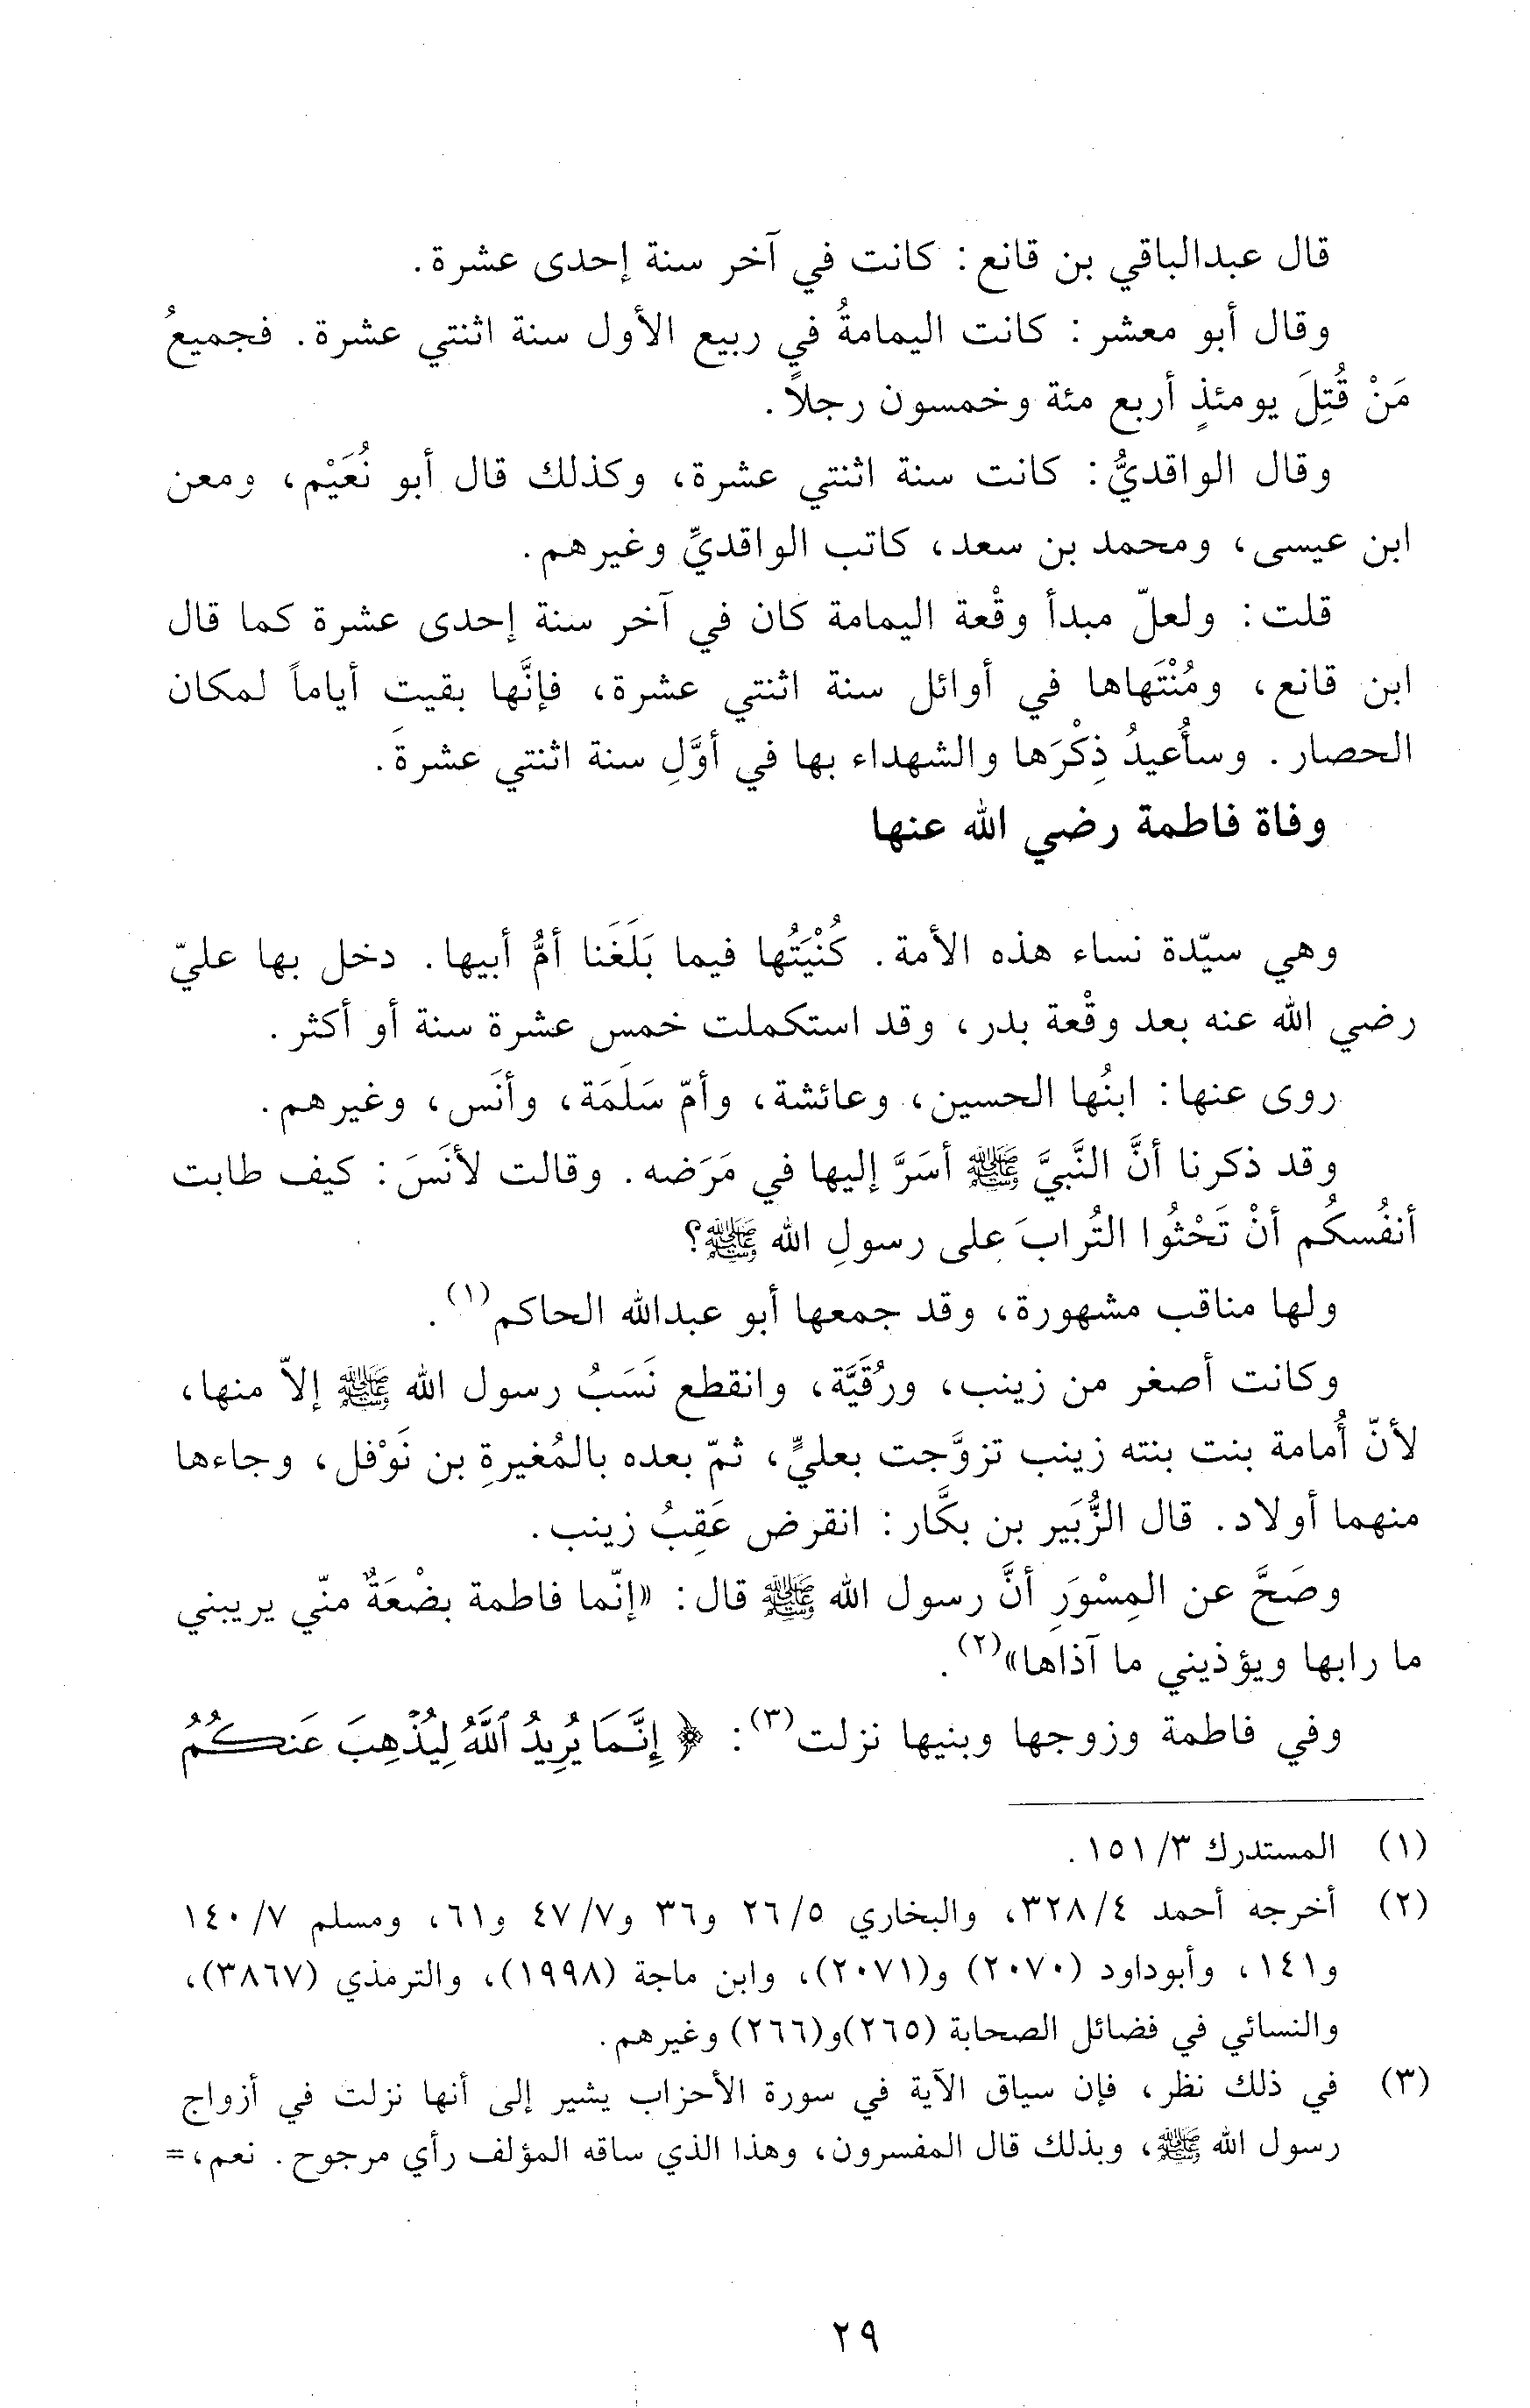 قال عبدالباقي بن قانع: كانت في آخر سنة إحدى عشرة.
وقال أبو معشر: كانت اليمامةُ في ربيع الأول سنة اثنتي عشرة. فجميعُ
مَنْ قُتِلَ يومئذٍ أربع مئة وخمسون رجلاً.
وقال الواقديُّ: كانت سنة اثنتي عشرة، وكذلك قال أبو نُعَيْم، ومعن
ابن عيسى، ومحمد بن سعد، كاتب الواقديِّ وغيرهم.
قلت: ولعلّ مبدأ وقْعة اليمامة كان في آخر سنة إحدى عشرة كما قال
ابن قانع، ومُنْتَهاها في أوائل سنة اثنتي عشرة، فإنَّها بقيت أياماً لمكان
الحصار. وسأُعيدُ ذِكْرَها والشهداء بها في أوَّلِ سنة اثنتي عشرةَ.
وفاة فاطمة رضي الله عنها
وهي سيّدة نساء هذه الأمة. كُنْيَتُها فيما بَلَغَنا أمُّ أبيها. دخل بها عليّ
رضي الله عنه بعد وقْعة بدر، وقد استكملت خمس عشرة سنة أو أكثر.
روى عنها: ابنُها الحسين، وعائشة، وأمّ سَلَمَة، وأنَس، وغيرهم.
وقد ذكرنا أنَّ النَّبيَّ ﷺ أسَرَّ إليها في مَرَضه. وقالت لأنَسَ: كيف طابت
أنفُسكُم أنْ تَحْثُوا التُرابَ على رسولِ الله ﷺ؟
ولها مناقب مشهورة، وقد جمعها أبو عبدالله الحاكم(١).
وكانت أصغر من زينب، ورُقَيَّة، وانقطع نَسَبُ رسول الله ﷺ إلاّ منها،
لأنّ أُمامة بنت بنته زينب تزوَّجت بعليٍّ، ثمّ بعده بالمُغيرةِ بن نَوْفل، وجاءها
منهما أولاد. قال الزُّبَير بن بكَّار: انقرض عَقِبُ زينب.
وصَحَّ عن المِسْوَرِ أنَّ رسول الله ﷺ قال: «إنّما فاطمة بضْعَةٌ منّي يريبني
ما رابها ويؤذيني ما آذاها»(٢).
وفي فاطمة وزوجها وبنيها نزلت(٣): ﴿ إِنَّمَا يُرِيدُ ٱللَّهُ لِيُذْهِبَ عَنكُمُ
(١) المستدرك ٣/ ١٥١.
(٢) أخرجه أحمد ٤/ ٣٢٨، والبخاري ٥/ ٢٦ و٣٦ و٧/ ٤٧ و٦١، ومسلم ٧/ ١٤٠
و١٤١، وأبوداود (٢٠٧٠) و(٢٠٧١)، وابن ماجة (١٩٩٨)، والترمذي (٣٨٦٧)،
والنسائي في فضائل الصحابة (٢٦٥)و(٢٦٦) وغيرهم.
(٣) في ذلك نظر، فإن سياق الآية في سورة الأحزاب يشير إلى أنها نزلت في أزواج
رسول الله ﷺ، وبذلك قال المفسرون، وهذا الذي ساقه المؤلف رأي مرجوح. نعم،=
٢٩